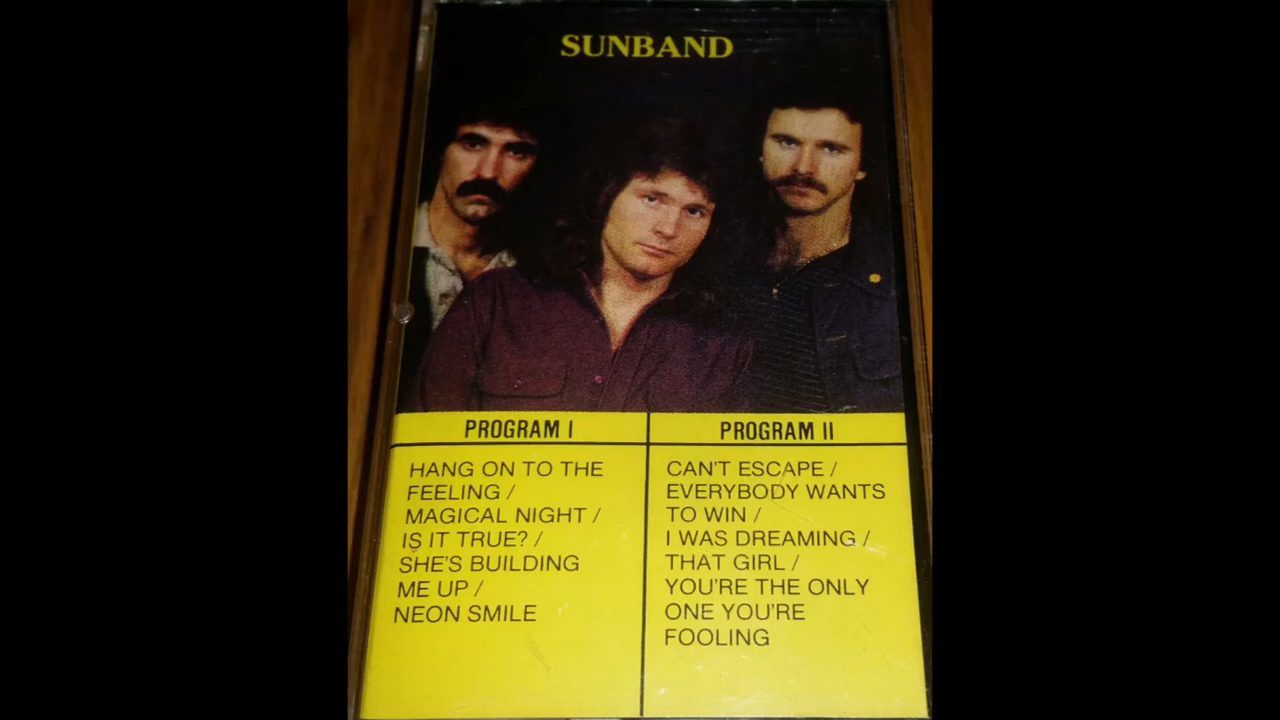 SUNBAND
PROGRAM I
HANG ON TO THE
FEELING /
MAGICAL NIGHT /
IS IT TRUE? /
SHE'S BUILDING
ME UP /
NEON SMILE
PROGRAM II
CAN'T ESCAPE /
EVERYBODY WANTS
TO WIN /
I WAS DREAMING /
THAT GIRL /
YOU'RE THE ONLY
ONE YOU'RE
FOOLING